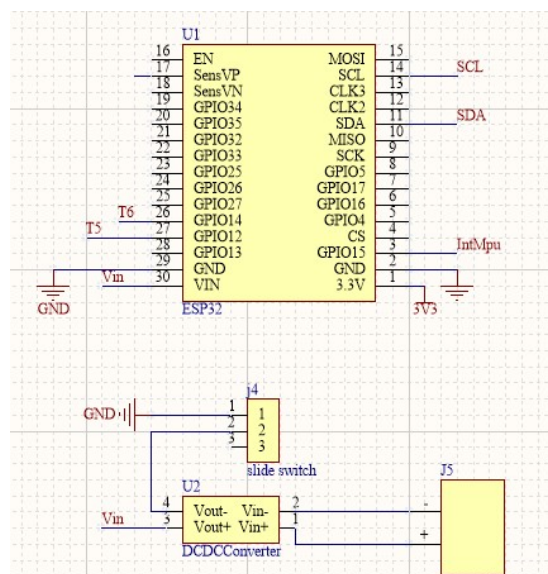 U1
16 EN MOSI 15
17 SensVP SCL 14 SCL
18 SensVN CLK3 13
19 GPIO34 CLK2 12
20 GPIO35 SDA 11 SDA
21 GPIO32 MISO 10
22 GPIO33 SCK 9
23 GPIO25 GPIO5 8
24 GPIO26 GPIO17 7
25 GPIO27 GPIO16 6
T6 26 GPIO14 GPIO4 5
T5 27 GPIO12 CS 4
28 GPIO13 GPIO15 3 IntMpu
29 GND GND 2
Vin 30 VIN 3.3V 1
GND ESP32 3V3
j4
GND 1 1
2 2
3 3
slide switch
J5
U2
4 Vout- Vin- 2 -
Vin 3 Vout+ Vin+ 1 +
DCDCConverter